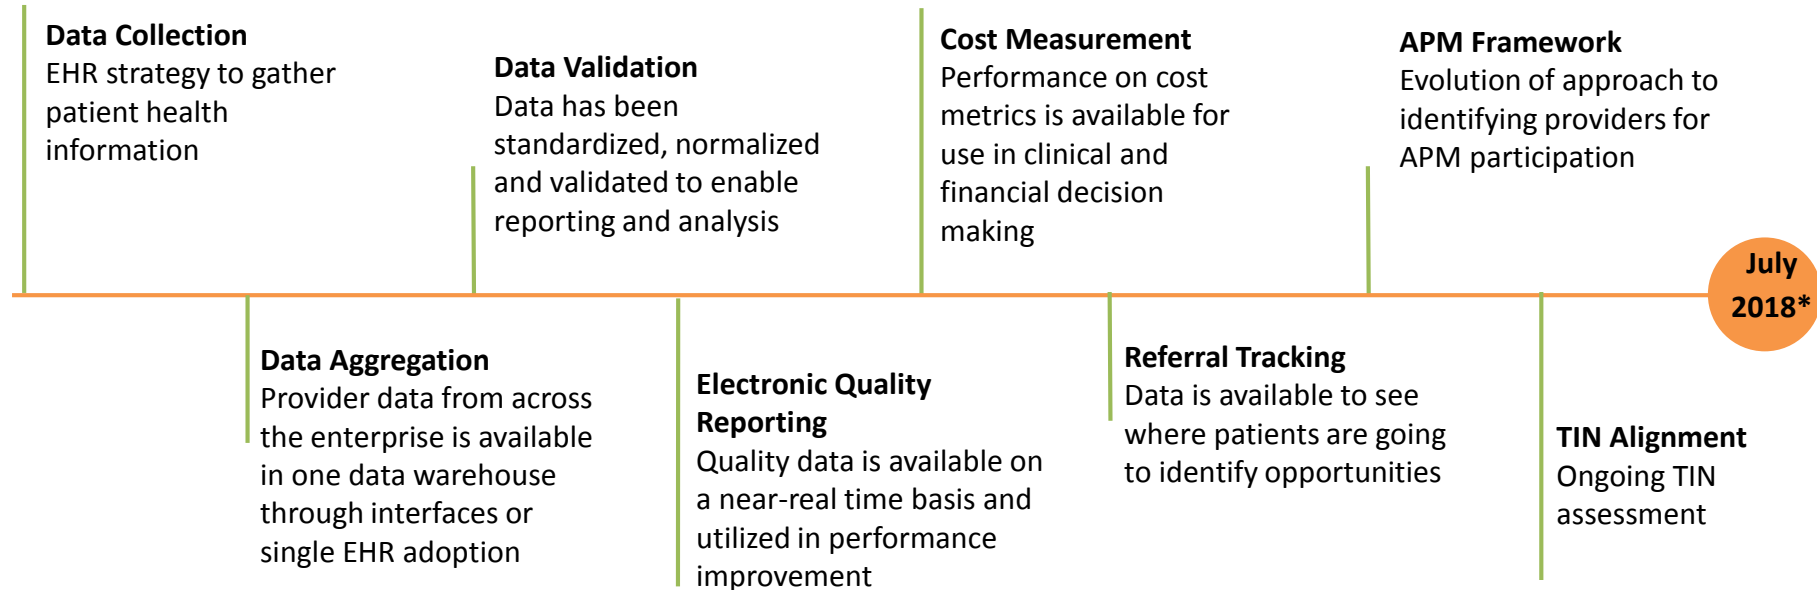 Data Collection
EHR strategy to gather
patient health
information
Data Aggregation
Provider data from across
the enterprise is available
in one data warehouse
through interfaces or
single EHR adoption
Data Validation
Data has been
standardized, normalized
and validated to enable
reporting and analysis
Electronic Quality
Reporting
Quality data is available on
a near-real time basis and
utilized in performance
improvement
Cost Measurement
Performance on cost
metrics is available for
use in clinical and
financial decision
making
Referral Tracking
Data is available to see
where patients are going
to identify opportunities
APM Framework
Evolution of approach to
identifying providers for
APM participation
TIN Alignment
Ongoing TIN
assessment
July
2018*